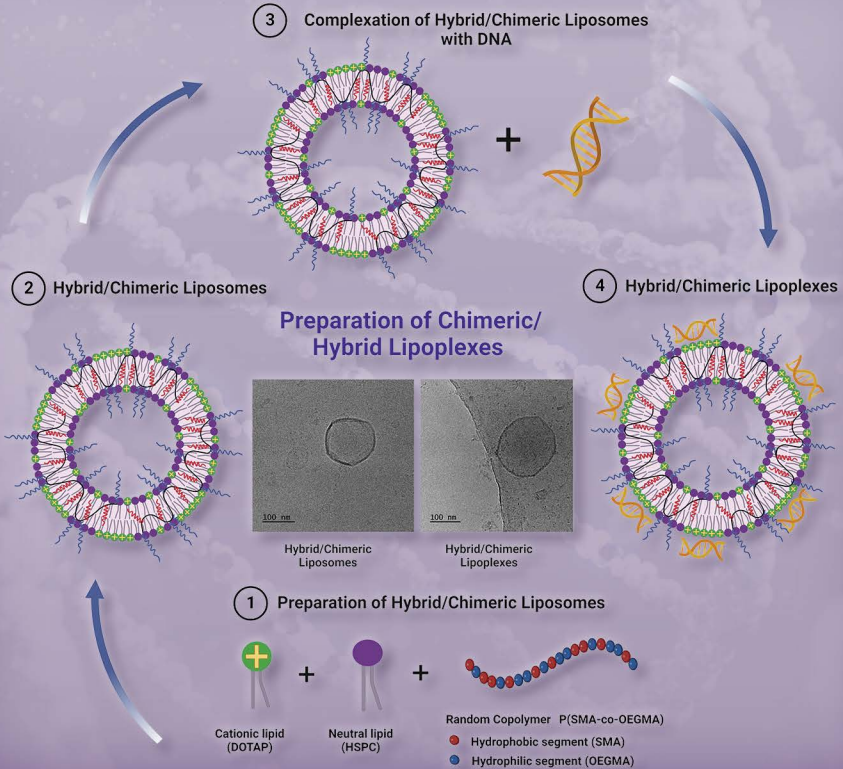 3 Complexation of Hybrid/Chimeric Liposomes
with DNA
+
2 Hybrid/Chimeric Liposomes
4 Hybrid/Chimeric Lipoplexes
Preparation of Chimeric/
Hybrid Lipoplexes
100 nm
100 nm
Hybrid/Chimeric
Liposomes
Hybrid/Chimeric
Lipoplexes
1 Preparation of Hybrid/Chimeric Liposomes
+ + +
Cationic lipid
(DOTAP)
Neutral lipid
(HSPC)
Random Copolymer P(SMA-co-OEGMA)
Hydrophobic segment (SMA)
Hydrophilic segment (OEGMA)